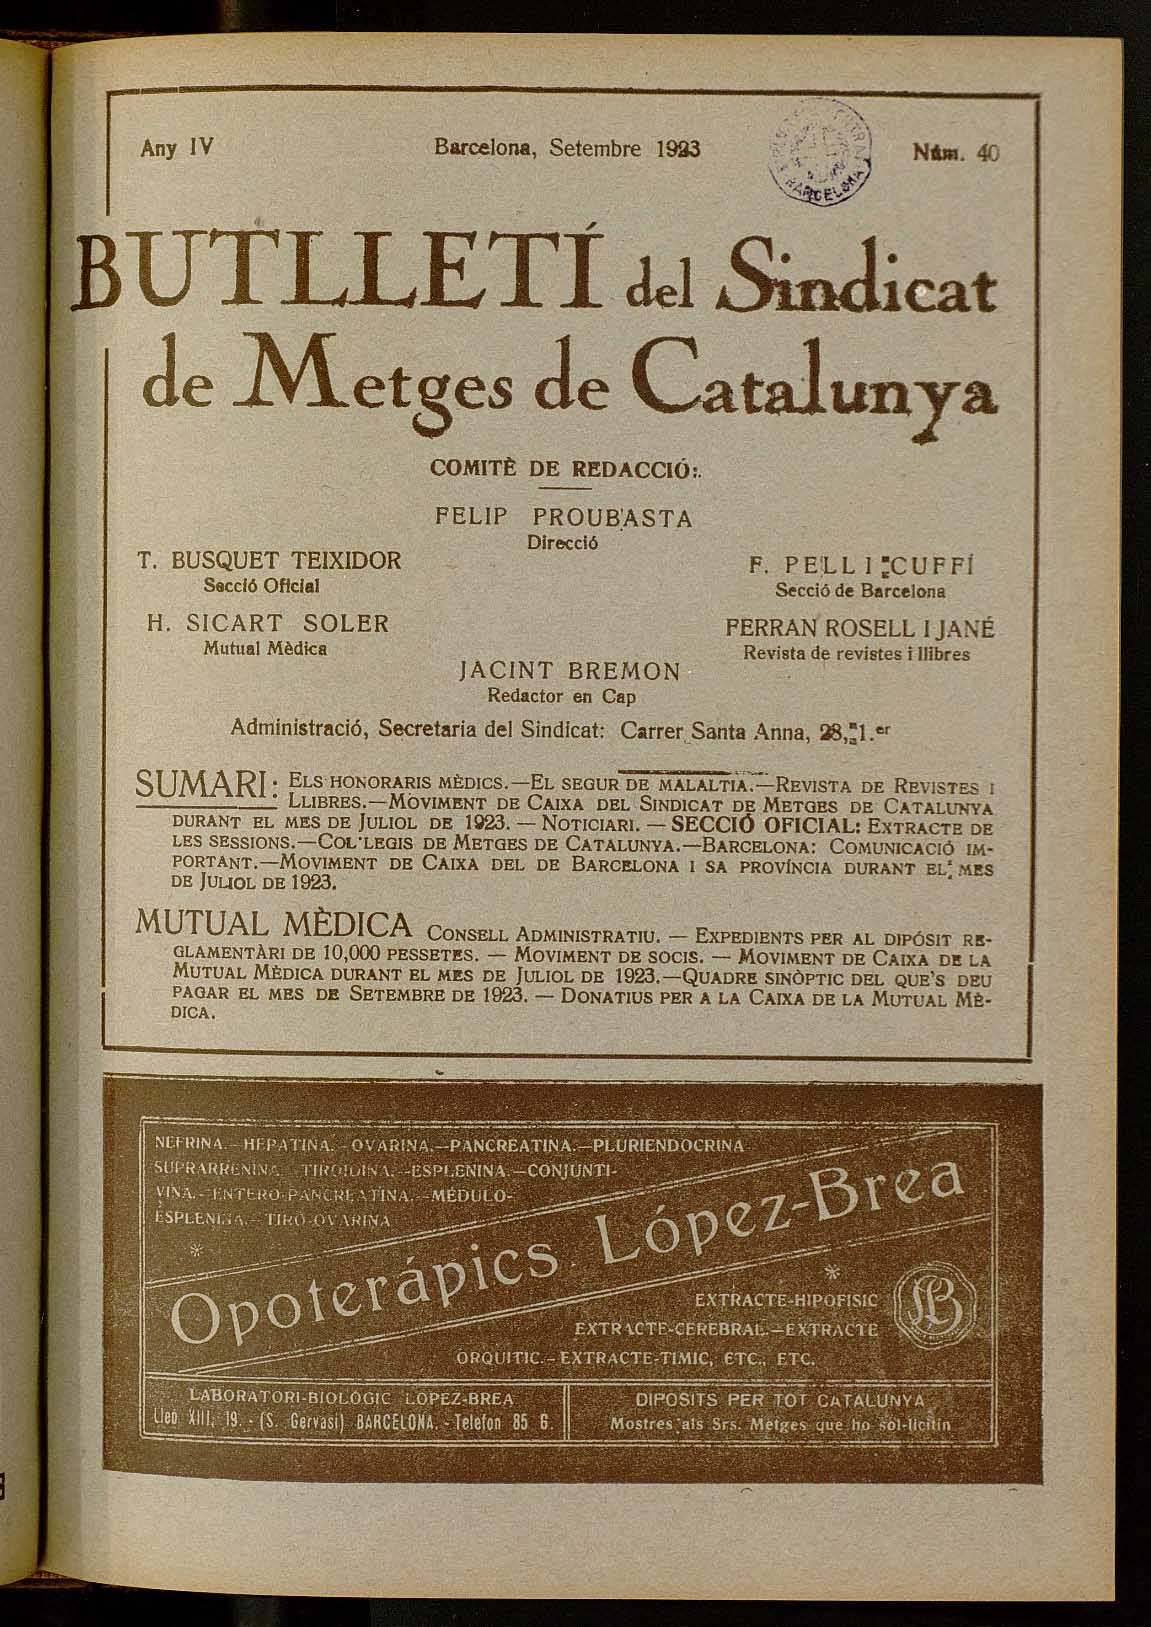 Any IV Barcelona, Setembre 1923 Núm. 40
BARCELONA
BUTLLETÍ del Sindicat
de Metges de Catalunya
COMITÈ DE REDACCIÓ:.
FELIP PROUBASTA
Direcció
T. BUSQUET TEIXIDOR
Secció Oficial
F. PELL I CUFFÍ
Secció de Barcelona
H. SICART SOLER
Mutual Mèdica
FERRAN ROSELL I JANÉ
Revista de revistes i llibres
JACINT BREMON
Redactor en Cap
Administració, Secretaria del Sindicat: Carrer Santa Anna, 28, 1.er
SUMARI: ELS HONORARIS MÈDICS.—EL SEGUR DE MALALTIA.—REVISTA DE REVISTES I
LLIBRES.—MOVIMENT DE CAIXA DEL SINDICAT DE METGES DE CATALUNYA
DURANT EL MES DE JULIOL DE 1923. — NOTICIARI. — SECCIÓ OFICIAL: EXTRACTE DE
LES SESSIONS.—COL·LEGIS DE METGES DE CATALUNYA.—BARCELONA: COMUNICACIÓ IM-
PORTANT.—MOVIMENT DE CAIXA DEL DE BARCELONA I SA PROVÍNCIA DURANT EL MES
DE JULIOL DE 1923.
MUTUAL MÈDICA CONSELL ADMINISTRATIU. — EXPEDIENTS PER AL DIPÓSIT RE-
GLAMENTÀRI DE 10,000 PESSETES. — MOVIMENT DE SOCIS. — MOVIMENT DE CAIXA DE LA
MUTUAL MÈDICA DURANT EL MES DE JULIOL DE 1923.—QUADRE SINÒPTIC DEL QUE'S DEU
PAGAR EL MES DE SETEMBRE DE 1923. — DONATIUS PER A LA CAIXA DE LA MUTUAL MÈ-
DICA.
NEFRINA.—HEPATINA.—OVARINA.—PANCREATINA.—PLURIENDOCRINA
SUPRARRENINA. TIROIDINA.—ESPLENINA.—CONJUNTI-
VINA.—ENTERO-PANCREATINA.—MEDULO-
ESPLENINA.—TIRO-OVARINA
Opoterápics López-Brea
EXTRACTE-HIPOFISIC
EXTRACTE-CEREBRAL.—EXTRACTE
ORQUITIC.—EXTRACTE-TIMIC, ETC., ETC.
LB
LABORATORI-BIOLÓGIC LÓPEZ-BREA
Lleó XIII, 19. - (S. Gervasi) BARCELONA. - Telefon 85 G.
DIPOSITS PER TOT CATALUNYA
Mostres als Srs. Metges que ho sol-licitin